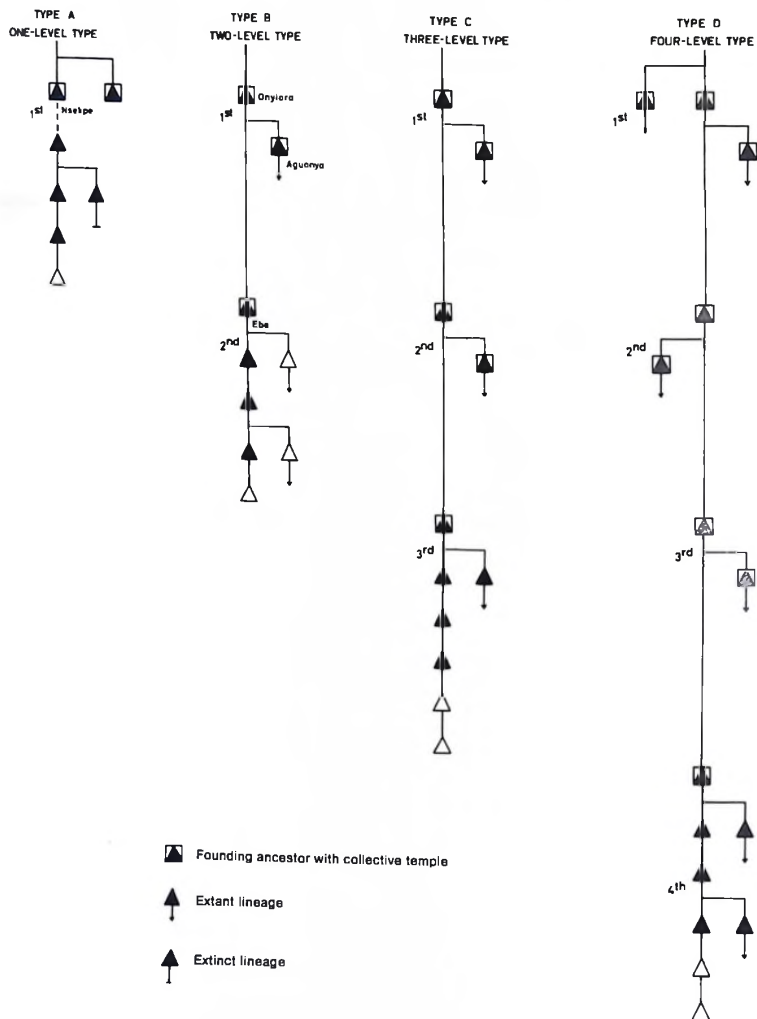 TYPE A
ONE-LEVEL TYPE
1st
Nsekpe
TYPE B
TWO-LEVEL TYPE
Onyiora
1st
Aguanya
Ebe
2nd
TYPE C
THREE-LEVEL TYPE
1st
2nd
3rd
TYPE D
FOUR-LEVEL TYPE
1st
2nd
3rd
4th
Founding ancestor with collective temple
Extant lineage
Extinct lineage